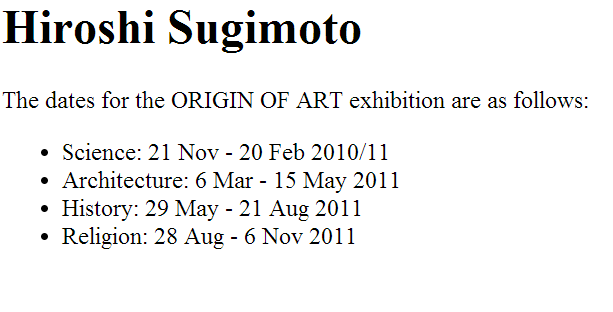 Hiroshi Sugimoto
The dates for the ORIGIN OF ART exhibition are as follows:
• Science: 21 Nov - 20 Feb 2010/11
• Architecture: 6 Mar - 15 May 2011
• History: 29 May - 21 Aug 2011
• Religion: 28 Aug - 6 Nov 2011